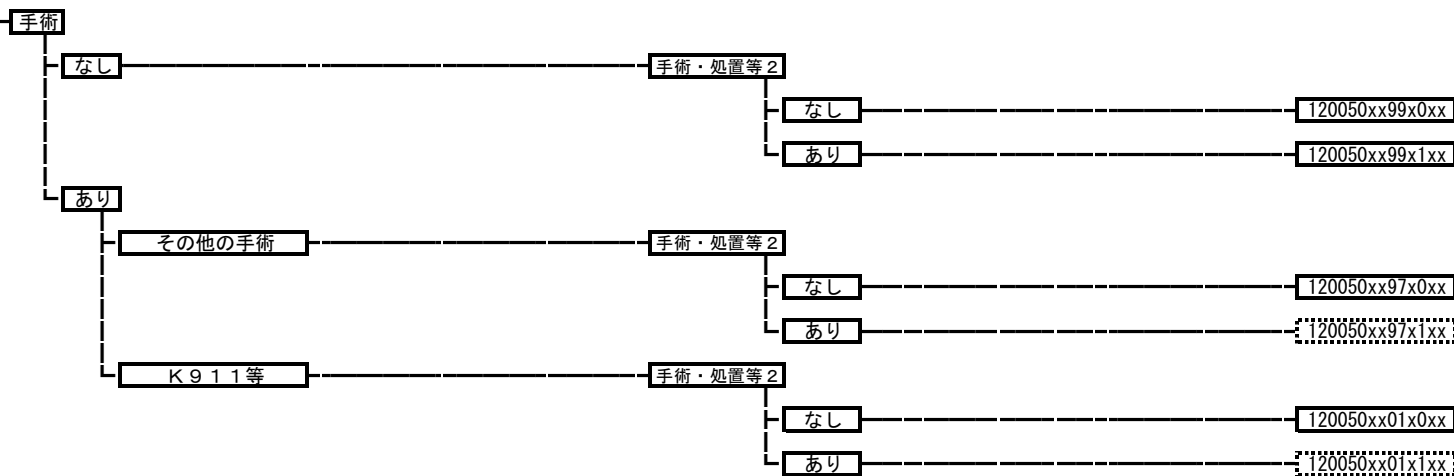 手術
なし
手術・処置等２
なし
120050xx99x0xx
あり
120050xx99x1xx
あり
その他の手術
手術・処置等２
なし
120050xx97x0xx
あり
120050xx97x1xx
Ｋ９１１等
手術・処置等２
なし
120050xx01x0xx
あり
120050xx01x1xx